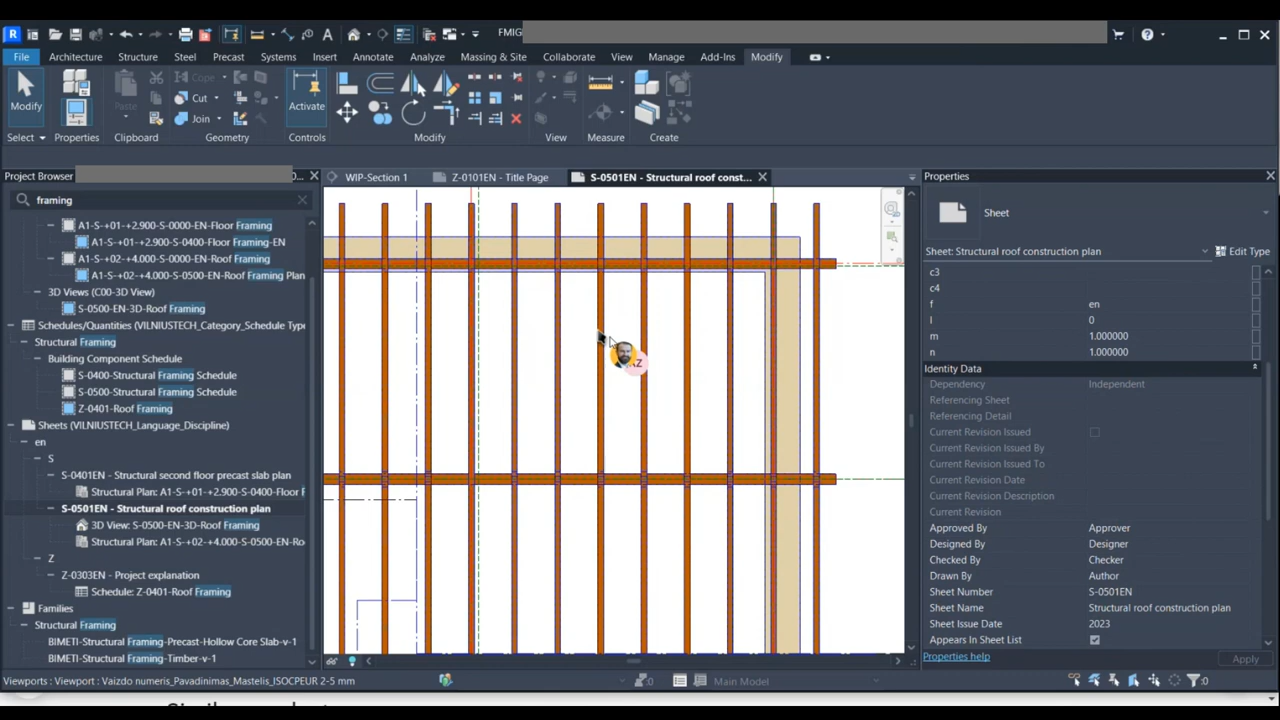 FMIG
File Architecture Structure Steel Precast Systems Insert Annotate Analyze Massing & Site Collaborate View Manage Add-Ins Modify
Modify
Paste
Cope
Cut
Join
Activate
Select Properties Clipboard Geometry Controls Modify View Measure Create
Project Browser
0...
WIP-Section 1
Z-0101EN - Title Page
S-0501EN - Structural roof const...
framing
A1-S-+01-+2.900-S-0000-EN-Floor Framing
A1-S-+01-+2.900-S-0400-Floor Framing-EN
A1-S-+02-+4.000-S-0000-EN-Roof Framing
A1-S-+02-+4.000-S-0500-EN-Roof Framing Plan
3D Views (C00-3D View)
S-0500-EN-3D-Roof Framing
Schedules/Quantities (VILNIUSTECH_Category_Schedule Type
Structural Framing
Building Component Schedule
S-0400-Structural Framing Schedule
S-0500-Structural Framing Schedule
Z-0401-Roof Framing
Sheets (VILNIUSTECH_Language_Discipline)
en
S
S-0401EN - Structural second floor precast slab plan
Structural Plan: A1-S-+01-+2.900-S-0400-Floor F
S-0501EN - Structural roof construction plan
3D View: S-0500-EN-3D-Roof Framing
Structural Plan: A1-S-+02-+4.000-S-0500-EN-Ro
Z
Z-0303EN - Project explanation
Schedule: Z-0401-Roof Framing
Families
Structural Framing
BIMETI-Structural Framing-Precast-Hollow Core Slab-v-1
BIMETI-Structural Framing-Timber-v-1
Properties
Sheet
Sheet: Structural roof construction plan
Edit Type
c3
c4
f en
l 0
m 1.000000
n 1.000000
Identity Data
Dependency Independent
Referencing Sheet
Referencing Detail
Current Revision Issued
Current Revision Issued By
Current Revision Issued To
Current Revision Date
Current Revision Description
Current Revision
Approved By Approver
Designed By Designer
Checked By Checker
Drawn By Author
Sheet Number S-0501EN
Sheet Name Structural roof construction plan
Sheet Issue Date 2023
Appears In Sheet List
Properties help
Apply
Viewports : Viewport : Vaizdo numeris_Pavadinimas_Mastelis_ISOCPEUR 2-5 mm
:0
Main Model
:0